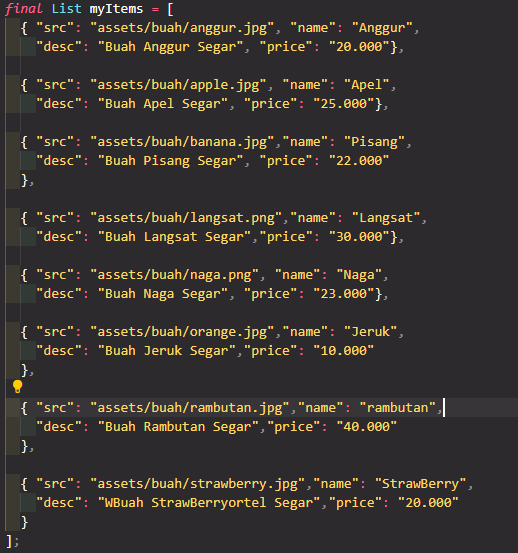 final List myItems = [
{ "src": "assets/buah/anggur.jpg", "name": "Anggur",
"desc": "Buah Anggur Segar", "price": "20.000"},
{ "src": "assets/buah/apple.jpg", "name": "Apel",
"desc": "Buah Apel Segar", "price": "25.000"},
{ "src": "assets/buah/banana.jpg","name": "Pisang",
"desc": "Buah Pisang Segar", "price": "22.000"
},
{ "src": "assets/buah/langsat.png","name": "Langsat",
"desc": "Buah Langsat Segar","price": "30.000"},
{ "src": "assets/buah/naga.png", "name": "Naga",
"desc": "Buah Naga Segar", "price": "23.000"},
{ "src": "assets/buah/orange.jpg","name": "Jeruk",
"desc": "Buah Jeruk Segar","price": "10.000"
},
{ "src": "assets/buah/rambutan.jpg","name": "rambutan",
"desc": "Buah Rambutan Segar","price": "40.000"
},
{ "src": "assets/buah/strawberry.jpg","name": "StrawBerry",
"desc": "WBuah StrawBerryortel Segar","price": "20.000"
}
];